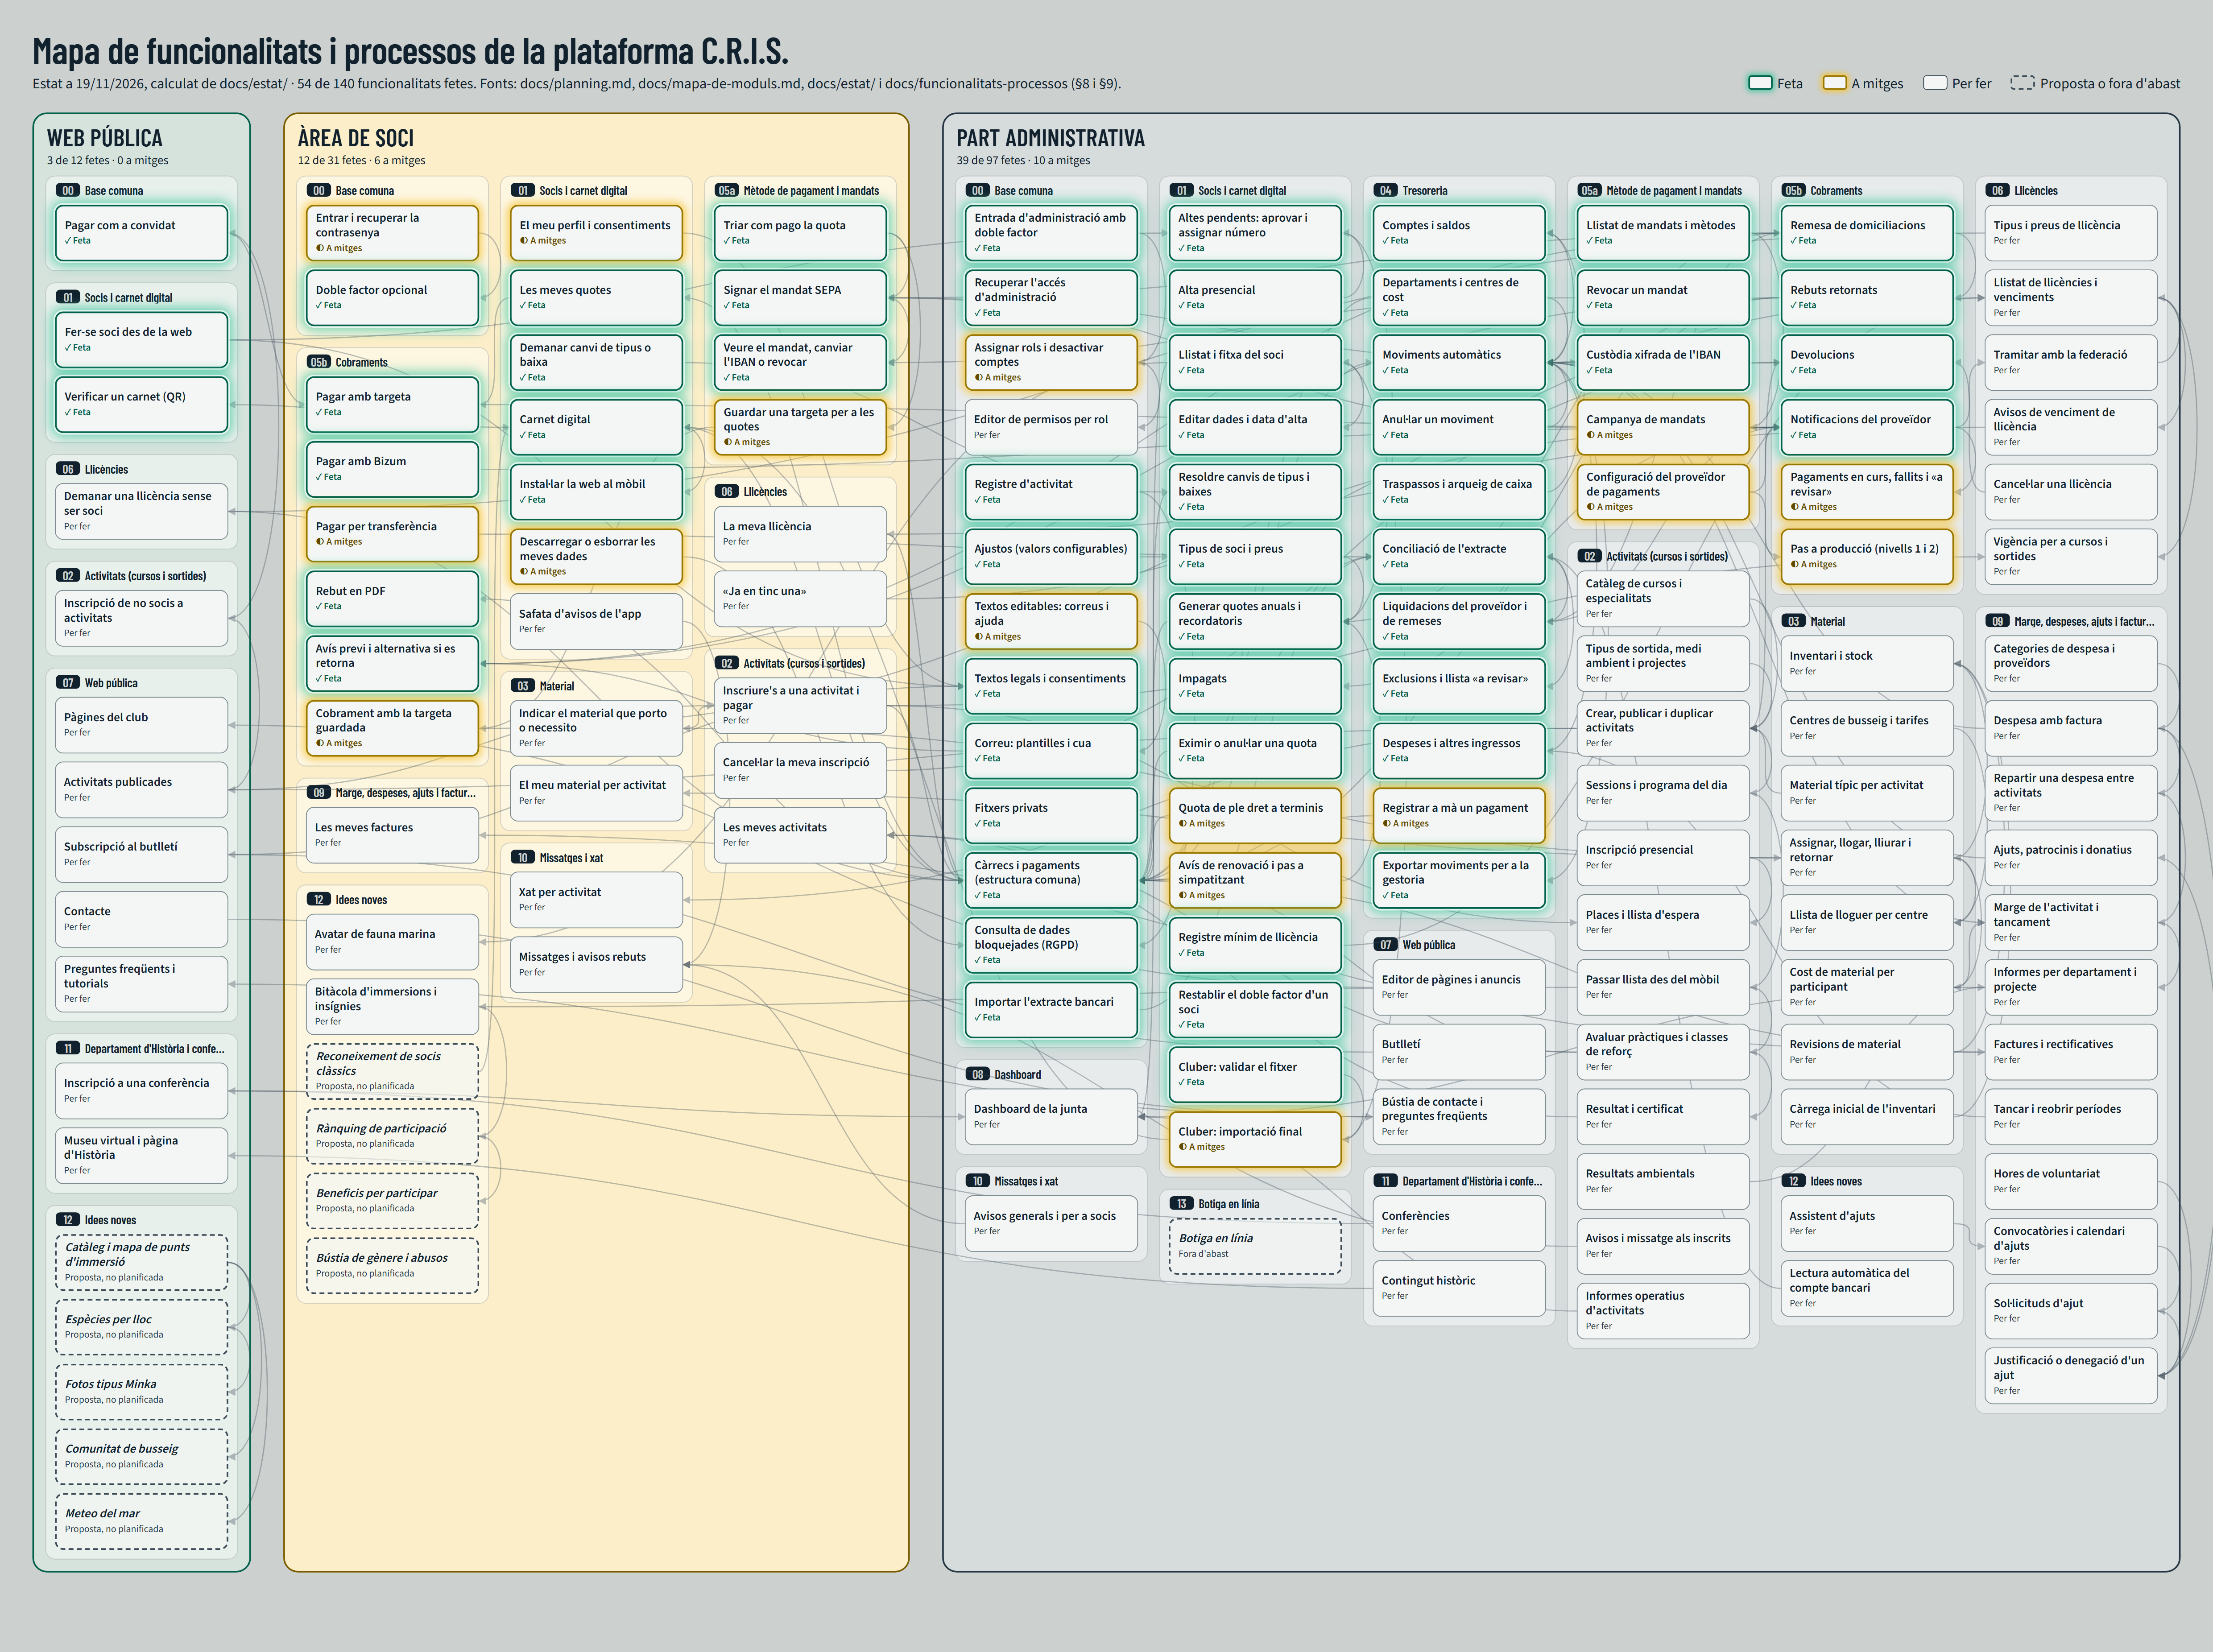 Mapa de funcionalitats i processos de la plataforma C.R.I.S.
Estat a 19/11/2026, calculat de docs/estat/ · 54 de 140 funcionalitats fetes. Fonts: docs/planning.md, docs/mapa-de-moduls.md, docs/estat/ i docs/funcionalitats-processos (§8 i §9).
Feta
A mitges
Per fer
Proposta o fora d'abast
WEB PÚBLICA
3 de 12 fetes · 0 a mitges
00 Base comuna
Pagar com a convidat
✓ Feta
01 Socis i carnet digital
Fer-se soci des de la web
✓ Feta
Verificar un carnet (QR)
✓ Feta
06 Llicències
Demanar una llicència sense
ser soci
Per fer
02 Activitats (cursos i sortides)
Inscripció de no socis a
activitats
Per fer
07 Web pública
Pàgines del club
Per fer
Activitats publicades
Per fer
Subscripció al butlletí
Per fer
Contacte
Per fer
Preguntes freqüents i
tutorials
Per fer
11 Departament d'Història i confe...
Inscripció a una conferència
Per fer
Museu virtual i pàgina
d'Història
Per fer
12 Idees noves
Catàleg i mapa de punts
d'immersió
Proposta, no planificada
Espècies per lloc
Proposta, no planificada
Fotos tipus Minka
Proposta, no planificada
Comunitat de busseig
Proposta, no planificada
Meteo del mar
Proposta, no planificada
ÀREA DE SOCI
12 de 31 fetes · 6 a mitges
00 Base comuna
Entrar i recuperar la
contrasenya
◐ A mitges
Doble factor opcional
✓ Feta
05b Cobraments
Pagar amb targeta
✓ Feta
Pagar amb Bizum
✓ Feta
Pagar per transferència
◐ A mitges
Rebut en PDF
✓ Feta
Avís previ i alternativa si es
retorna
✓ Feta
Cobrament amb la targeta
guardada
◐ A mitges
09 Marge, despeses, ajuts i factur...
Les meves factures
Per fer
12 Idees noves
Avatar de fauna marina
Per fer
Bitàcola d'immersions i
insígnies
Per fer
Reconeixement de socis
clàssics
Proposta, no planificada
Rànquing de participació
Proposta, no planificada
Beneficis per participar
Proposta, no planificada
Bústia de gènere i abusos
Proposta, no planificada
01 Socis i carnet digital
El meu perfil i consentiments
◐ A mitges
Les meves quotes
✓ Feta
Demanar canvi de tipus o
baixa
✓ Feta
Carnet digital
✓ Feta
Instal·lar la web al mòbil
✓ Feta
Descarregar o esborrar les
meves dades
◐ A mitges
Safata d'avisos de l'app
Per fer
03 Material
Indicar el material que porto
o necessito
Per fer
El meu material per activitat
Per fer
10 Missatges i xat
Xat per activitat
Per fer
Missatges i avisos rebuts
Per fer
05a Mètode de pagament i mandats
Triar com pago la quota
✓ Feta
Signar el mandat SEPA
✓ Feta
Veure el mandat, canviar
l'IBAN o revocar
✓ Feta
Guardar una targeta per a les
quotes
◐ A mitges
06 Llicències
La meva llicència
Per fer
«Ja en tinc una»
Per fer
02 Activitats (cursos i sortides)
Inscriure's a una activitat i
pagar
Per fer
Cancel·lar la meva inscripció
Per fer
Les meves activitats
Per fer
PART ADMINISTRATIVA
39 de 97 fetes · 10 a mitges
00 Base comuna
Entrada d'administració amb
doble factor
✓ Feta
Recuperar l'accés
d'administració
✓ Feta
Assignar rols i desactivar
comptes
◐ A mitges
Editor de permisos per rol
Per fer
Registre d'activitat
✓ Feta
Ajustos (valors configurables)
✓ Feta
Textos editables: correus i
ajuda
◐ A mitges
Textos legals i consentiments
✓ Feta
Correu: plantilles i cua
✓ Feta
Fitxers privats
✓ Feta
Càrrecs i pagaments
(estructura comuna)
✓ Feta
Consulta de dades
bloquejades (RGPD)
✓ Feta
Importar l'extracte bancari
✓ Feta
08 Dashboard
Dashboard de la junta
Per fer
10 Missatges i xat
Avisos generals i per a socis
Per fer
01 Socis i carnet digital
Altes pendents: aprovar i
assignar número
✓ Feta
Alta presencial
✓ Feta
Llistat i fitxa del soci
✓ Feta
Editar dades i data d'alta
✓ Feta
Resoldre canvis de tipus i
baixes
✓ Feta
Tipus de soci i preus
✓ Feta
Generar quotes anuals i
recordatoris
✓ Feta
Impagats
✓ Feta
Eximir o anul·lar una quota
✓ Feta
Quota de ple dret a terminis
◐ A mitges
Avís de renovació i pas a
simpatitzant
◐ A mitges
Registre mínim de llicència
✓ Feta
Restablir el doble factor d'un
soci
✓ Feta
Cluber: validar el fitxer
✓ Feta
Cluber: importació final
◐ A mitges
13 Botiga en línia
Botiga en línia
Fora d'abast
04 Tresoreria
Comptes i saldos
✓ Feta
Departaments i centres de
cost
✓ Feta
Moviments automàtics
✓ Feta
Anul·lar un moviment
✓ Feta
Traspassos i arqueig de caixa
✓ Feta
Conciliació de l'extracte
✓ Feta
Liquidacions del proveïdor i
de remeses
✓ Feta
Exclusions i llista «a revisar»
✓ Feta
Despeses i altres ingressos
✓ Feta
Registrar a mà un pagament
◐ A mitges
Exportar moviments per a la
gestoria
✓ Feta
07 Web pública
Editor de pàgines i anuncis
Per fer
Butlletí
Per fer
Bústia de contacte i
preguntes freqüents
Per fer
11 Departament d'Història i confe...
Conferències
Per fer
Contingut històric
Per fer
05a Mètode de pagament i mandats
Llistat de mandats i mètodes
✓ Feta
Revocar un mandat
✓ Feta
Custòdia xifrada de l'IBAN
✓ Feta
Campanya de mandats
◐ A mitges
Configuració del proveïdor
de pagaments
◐ A mitges
02 Activitats (cursos i sortides)
Catàleg de cursos i
especialitats
Per fer
Tipus de sortida, medi
ambient i projectes
Per fer
Crear, publicar i duplicar
activitats
Per fer
Sessions i programa del dia
Per fer
Inscripció presencial
Per fer
Places i llista d'espera
Per fer
Passar llista des del mòbil
Per fer
Avaluar pràctiques i classes
de reforç
Per fer
Resultat i certificat
Per fer
Resultats ambientals
Per fer
Avisos i missatge als inscrits
Per fer
Informes operatius
d'activitats
Per fer
05b Cobraments
Remesa de domiciliacions
✓ Feta
Rebuts retornats
✓ Feta
Devolucions
✓ Feta
Notificacions del proveïdor
✓ Feta
Pagaments en curs, fallits i «a
revisar»
◐ A mitges
Pas a producció (nivells 1 i 2)
◐ A mitges
03 Material
Inventari i stock
Per fer
Centres de busseig i tarifes
Per fer
Material típic per activitat
Per fer
Assignar, llogar, lliurar i
retornar
Per fer
Llista de lloguer per centre
Per fer
Cost de material per
participant
Per fer
Revisions de material
Per fer
Càrrega inicial de l'inventari
Per fer
12 Idees noves
Assistent d'ajuts
Per fer
Lectura automàtica del
compte bancari
Per fer
06 Llicències
Tipus i preus de llicència
Per fer
Llistat de llicències i
venciments
Per fer
Tramitar amb la federació
Per fer
Avisos de venciment de
llicència
Per fer
Cancel·lar una llicència
Per fer
Vigència per a cursos i
sortides
Per fer
09 Marge, despeses, ajuts i factur...
Categories de despesa i
proveïdors
Per fer
Despesa amb factura
Per fer
Repartir una despesa entre
activitats
Per fer
Ajuts, patrocinis i donatius
Per fer
Marge de l'activitat i
tancament
Per fer
Informes per departament i
projecte
Per fer
Factures i rectificatives
Per fer
Tancar i reobrir períodes
Per fer
Hores de voluntariat
Per fer
Convocatòries i calendari
d'ajuts
Per fer
Sol·licituds d'ajut
Per fer
Justificació o denegació d'un
ajut
Per fer